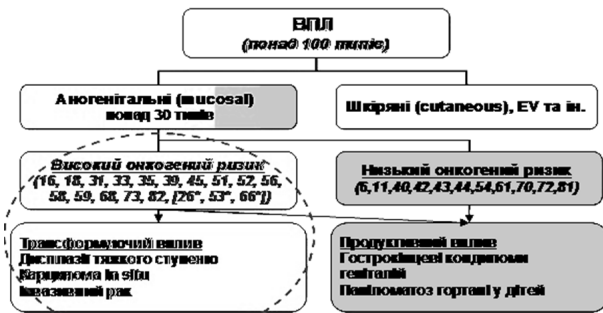 ВПЛ
(понад 100 типів)
Аногенітальні (mucosal)
понад 30 типів
Шкіряні (cutaneous), EV та ін.
Високий онкогений ризик
(16, 18, 31, 33, 35, 39, 45, 51, 52, 56,
58, 59, 68, 73, 82, [26*, 53*, 66*])
Низький онкогений ризик
(6,11,40,42,43,44,54,61,70,72,81)
Трансформуючий вплив
Дисплазії тяжкого ступеню
Карцинома in situ
Інвазивний рак
Продуктивний вплив
Гострокінцеві кондиломи
геніталій
Папіломатоз гортані у дітей